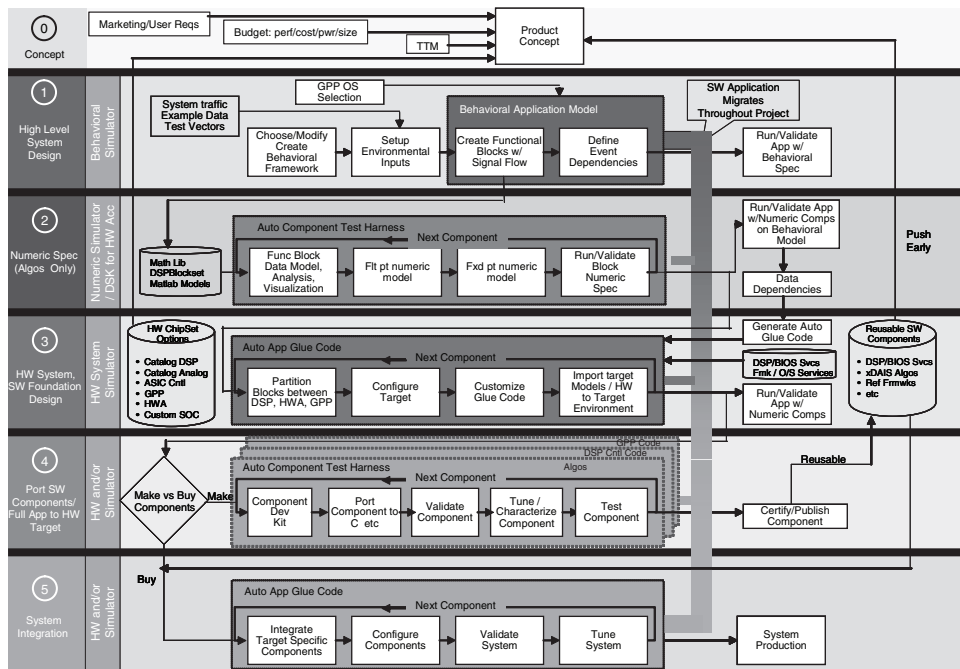 0
Concept
Marketing/User Reqs
Budget: perf/cost/pwr/size
TTM
Product
Concept
1
High Level
System
Design
Behavioral
Simulator
System traffic
Example Data
Test Vectors
GPP OS
Selection
Choose/Modify
Create
Behavioral
Framework
Setup
Environmental
Inputs
Behavioral Application Model
Create Functional
Blocks w/
Signal Flow
Define
Event
Dependencies
SW Application
Migrates
Throughout Project
Run/Validate
App w/
Behavioral
Spec
2
Numeric Spec
(Algos Only)
Numeric Simulator
/ DSK for HW Acc
Math Lib
DSPBlockset
Matlab Models
Auto Component Test Harness
Next Component
Func Block
Data Model,
Analysis,
Visualization
Flt pt numeric
model
Fxd pt numeric
model
Run/Validate
Block
Numeric
Spec
Run/Validate App
w/Numeric Comps
on Behavioral
Model
Data
Dependencies
Push
Early
3
HW System,
SW Foundation
Design
HW System
Simulator
HW ChipSet
Options
• Catalog DSP
• Catalog Analog
• ASIC Cntl
• GPP
• HWA
• Custom SOC
Auto App Glue Code
Next Component
Partition
Blocks between
DSP, HWA, GPP
Configure
Target
Customize
Glue Code
Import target
Models / HW
to Target
Environment
Generate Auto
Glue Code
DSP/BIOS Svcs
Fmk / O/S Services
Run/Validate
App w/
Numeric Comps
Reusable SW
Components
• DSP/BIOS Svcs
• xDAIS Algos
• Ref Frmwks
• etc
4
Port SW
Components/
Full App to HW
Target
HW and/or
Simulator
Make vs Buy
Components
Make
GPP Code
DSP Cntl Code
Algos
Auto Component Test Harness
Next Component
Component
Dev
Kit
Port
Component
to C etc
Validate
Component
Tune /
Characterize
Component
Test
Component
Reusable
Certify/Publish
Component
Buy
5
System
Integration
HW and/or
Simulator
Auto App Glue Code
Next Component
Integrate
Target Specific
Components
Configure
Components
Validate
System
Tune
System
System
Production